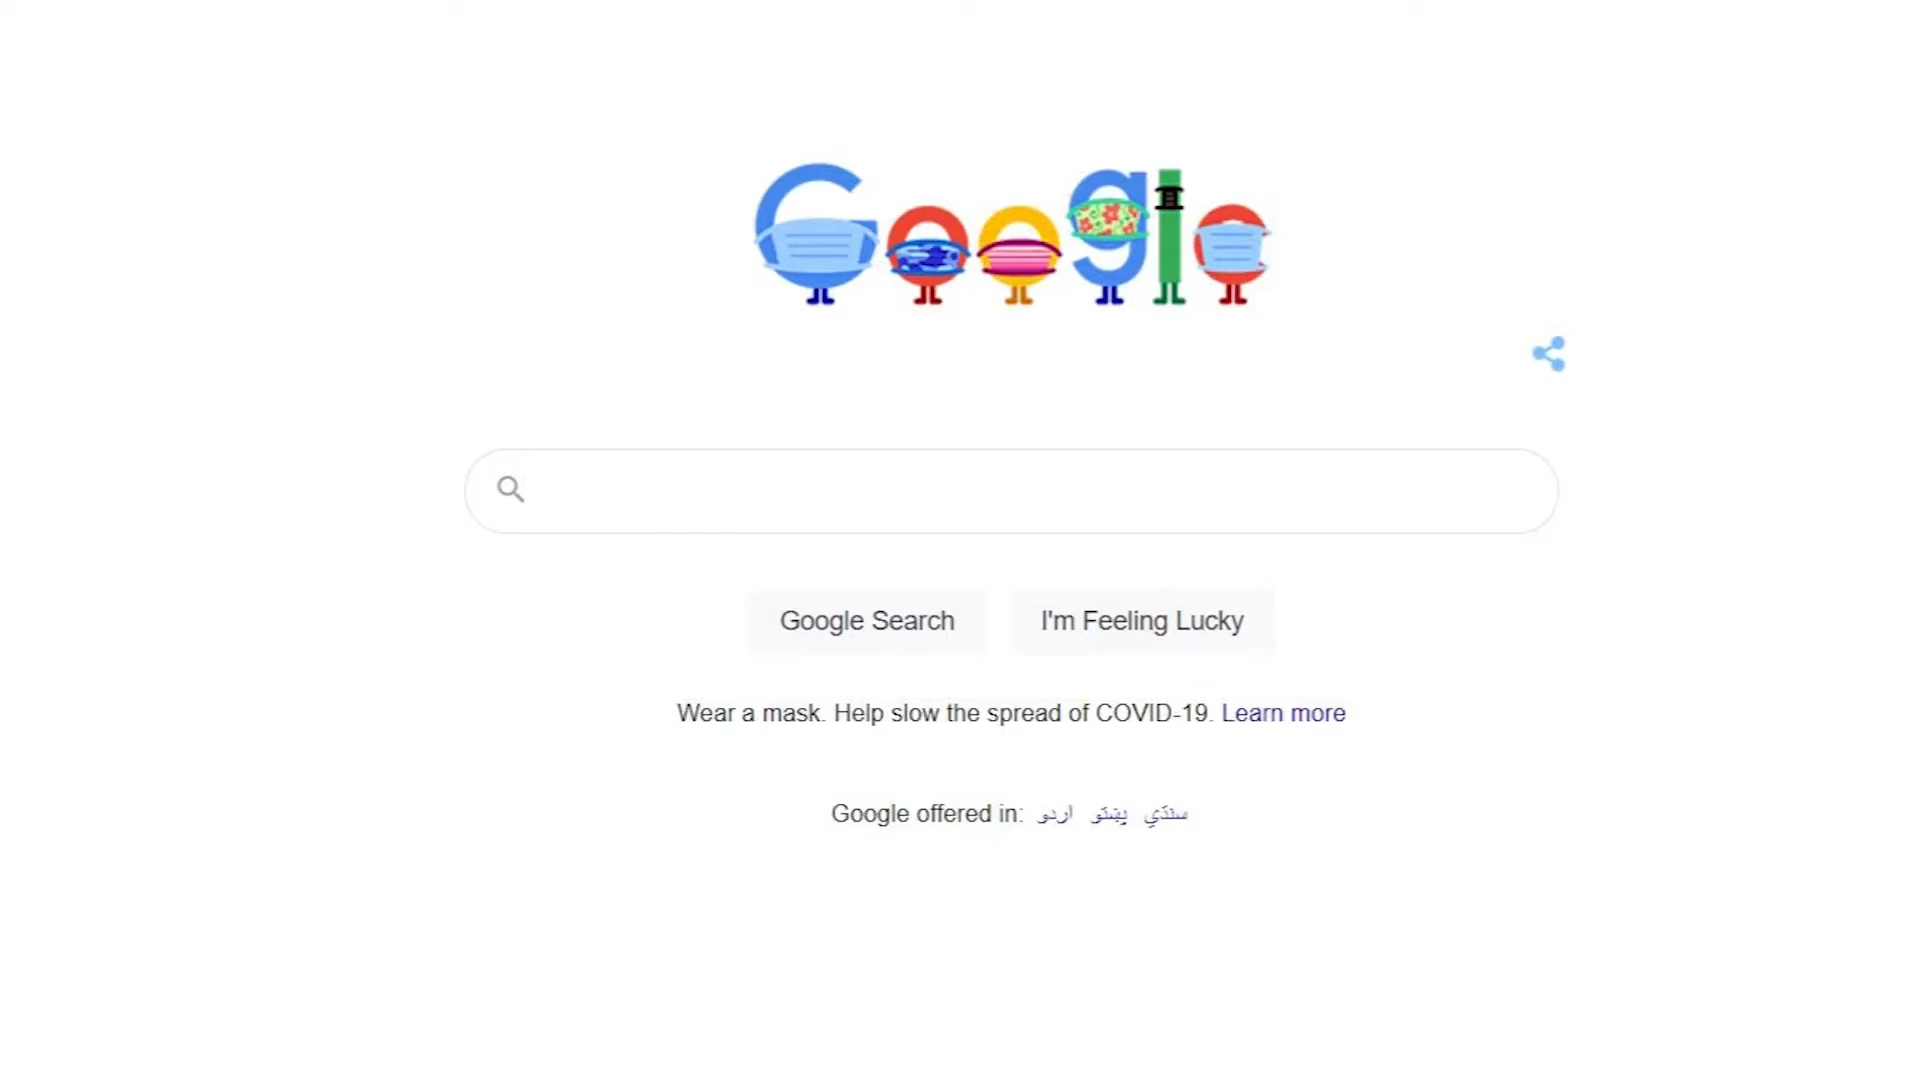 Google
Google Search
I'm Feeling Lucky
Wear a mask. Help slow the spread of COVID-19. Learn more
Google offered in: اردو پښتو سنڌي